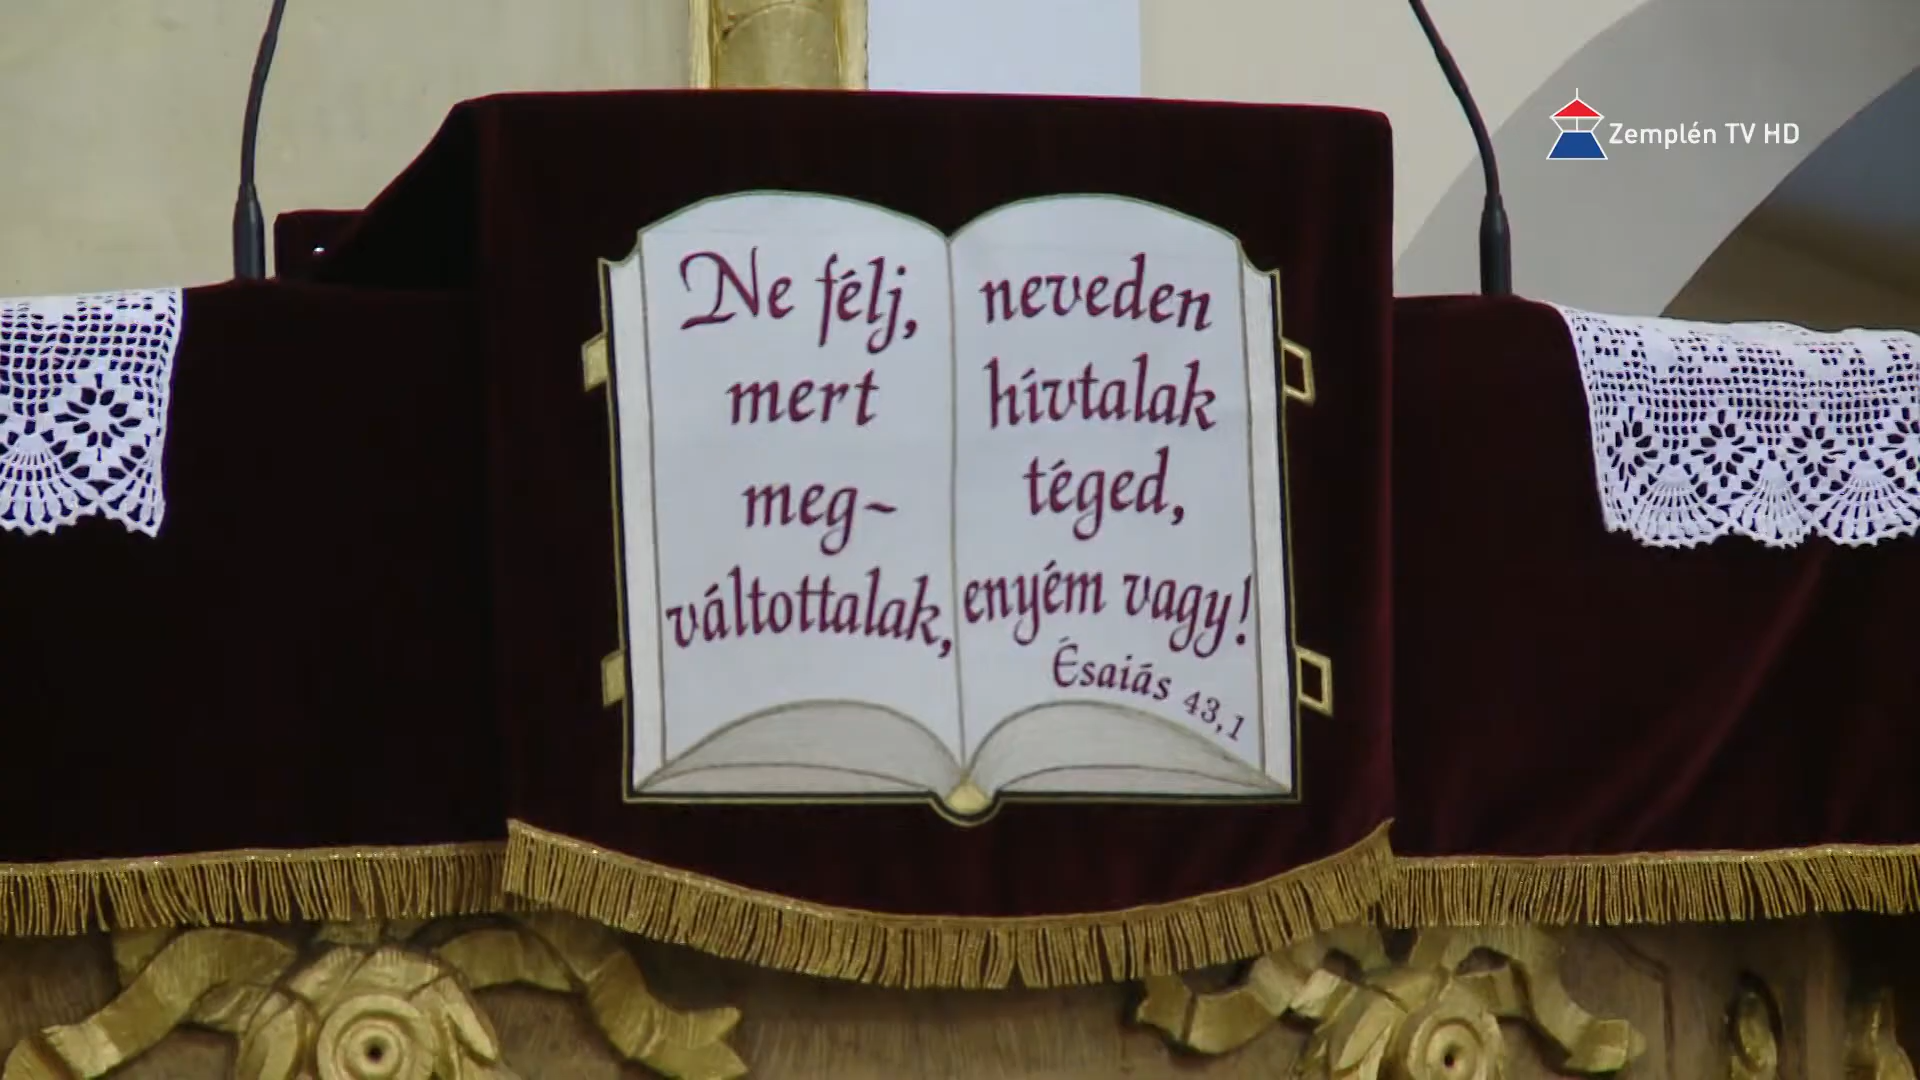 Ne félj,
mert
meg~
váltottalak,
neveden
hívtalak
téged,
enyém vagy!
Ésaiás 43,1
Zemplén TV HD